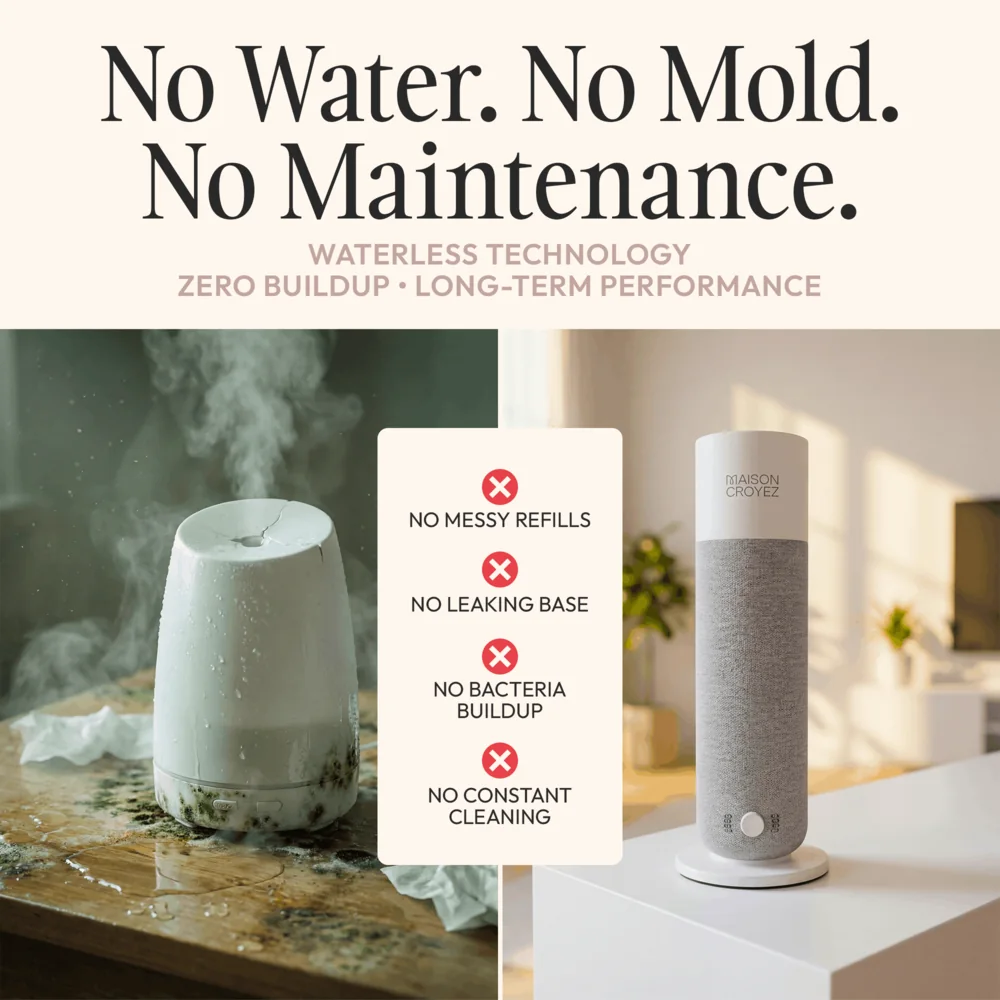 No Water. No Mold.
No Maintenance.
WATERLESS TECHNOLOGY
ZERO BUILDUP • LONG-TERM PERFORMANCE
NO MESSY REFILLS
NO LEAKING BASE
NO BACTERIA
BUILDUP
NO CONSTANT
CLEANING
MAISON
CROYEZ